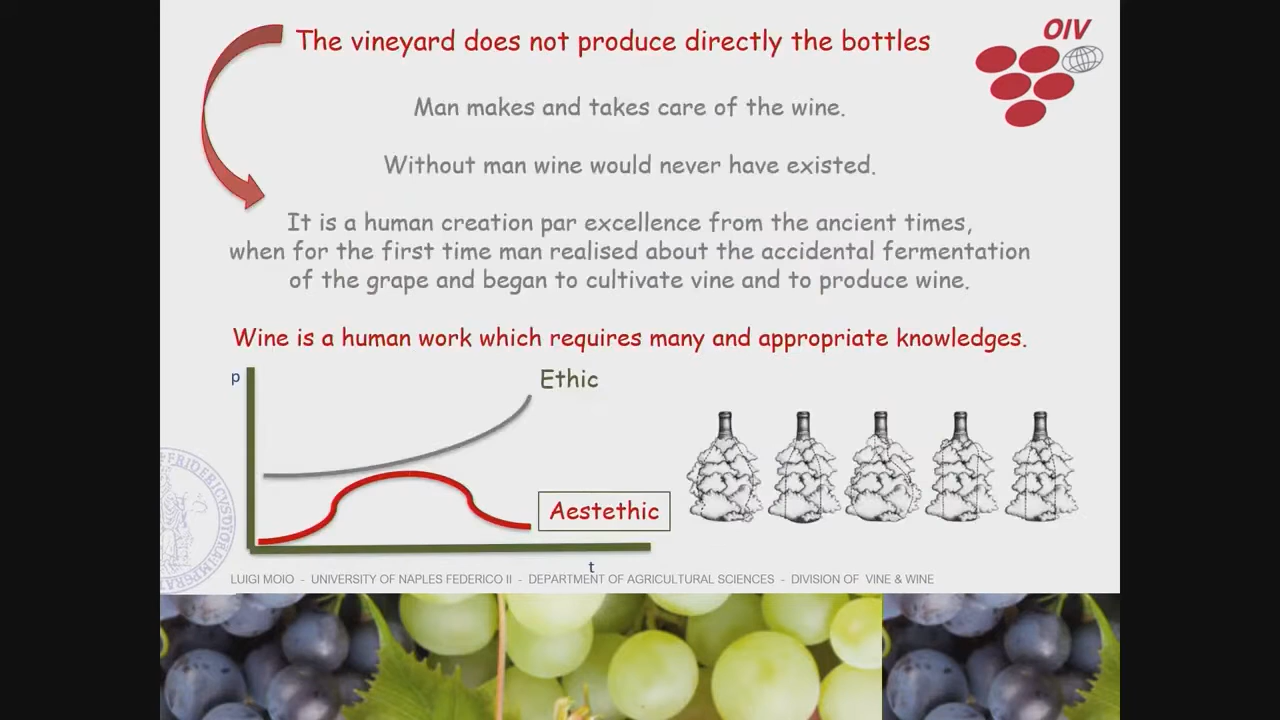 The vineyard does not produce directly the bottles
OIV
Man makes and takes care of the wine.
Without man wine would never have existed.
It is a human creation par excellence from the ancient times,
when for the first time man realised about the accidental fermentation
of the grape and began to cultivate vine and to produce wine.
Wine is a human work which requires many and appropriate knowledges.
p
Ethic
Aestethic
t
LUIGI MOIO - UNIVERSITY OF NAPLES FEDERICO II - DEPARTMENT OF AGRICULTURAL SCIENCES - DIVISION OF VINE & WINE